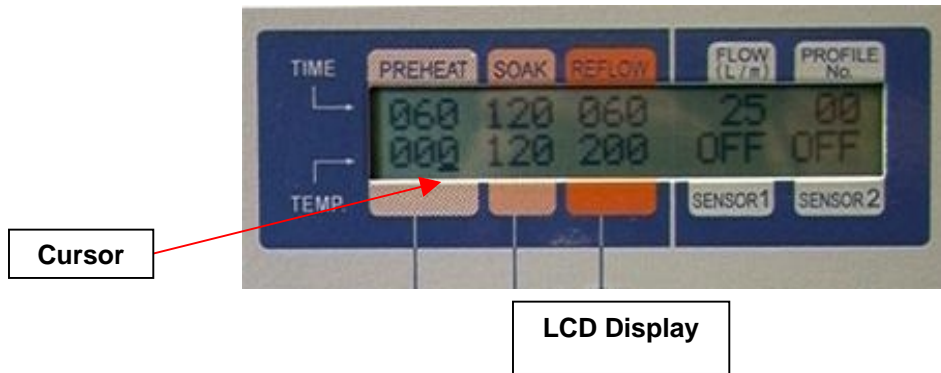 TIME PREHEAT SOAK REFLOW FLOW (L/m) PROFILE No.
060 120 060 25 00
000 120 200 OFF OFF
TEMP. SENSOR1 SENSOR2
Cursor
LCD Display